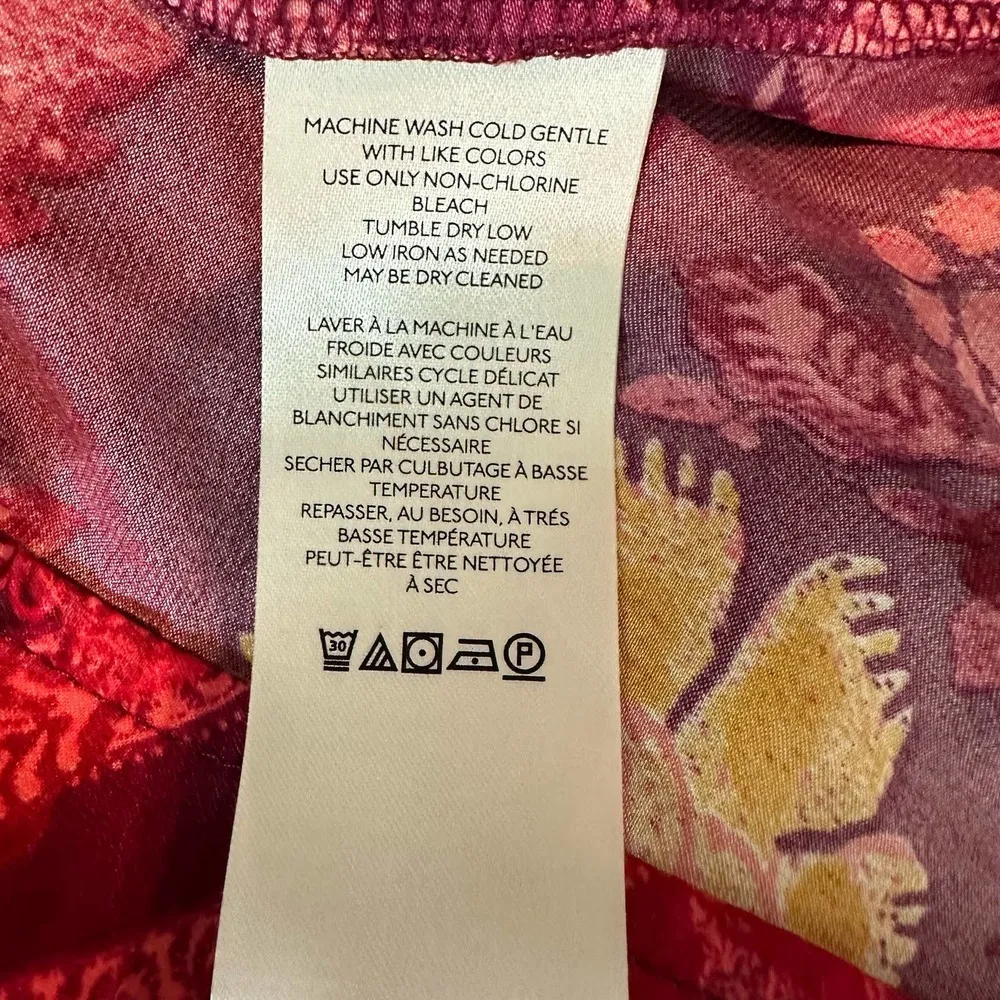 MACHINE WASH COLD GENTLE
WITH LIKE COLORS
USE ONLY NON-CHLORINE
BLEACH
TUMBLE DRY LOW
LOW IRON AS NEEDED
MAY BE DRY CLEANED
LAVER À LA MACHINE À L'EAU
FROIDE AVEC COULEURS
SIMILAIRES CYCLE DÉLICAT
UTILISER UN AGENT DE
BLANCHIMENT SANS CHLORE SI
NÉCESSAIRE
SECHER PAR CULBUTAGE À BASSE
TEMPERATURE
REPASSER, AU BESOIN, À TRÉS
BASSE TEMPÉRATURE
PEUT-ÊTRE ÊTRE NETTOYÉE
À SEC
30 P